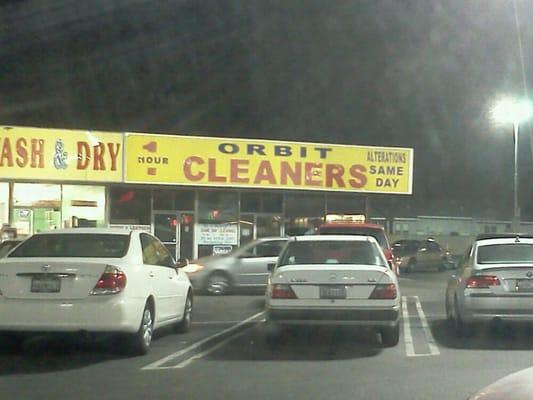 ASH & DRY
1
HOUR
ORBIT
CLEANERS
ALTERATIONS
SAME
DAY